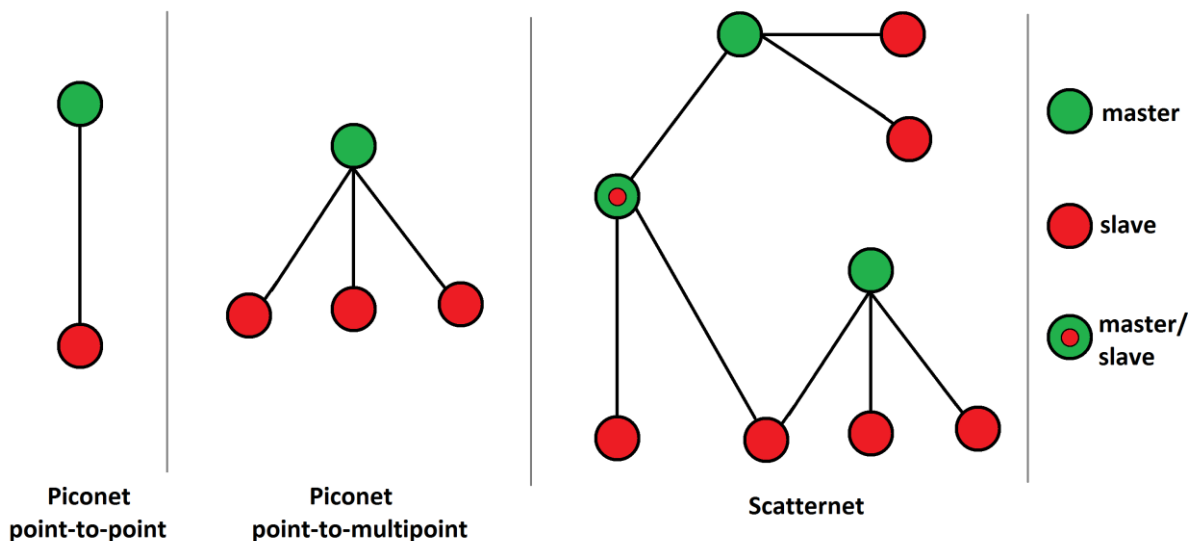 Piconet
point-to-point
Piconet
point-to-multipoint
Scatternet
master
slave
master/
slave